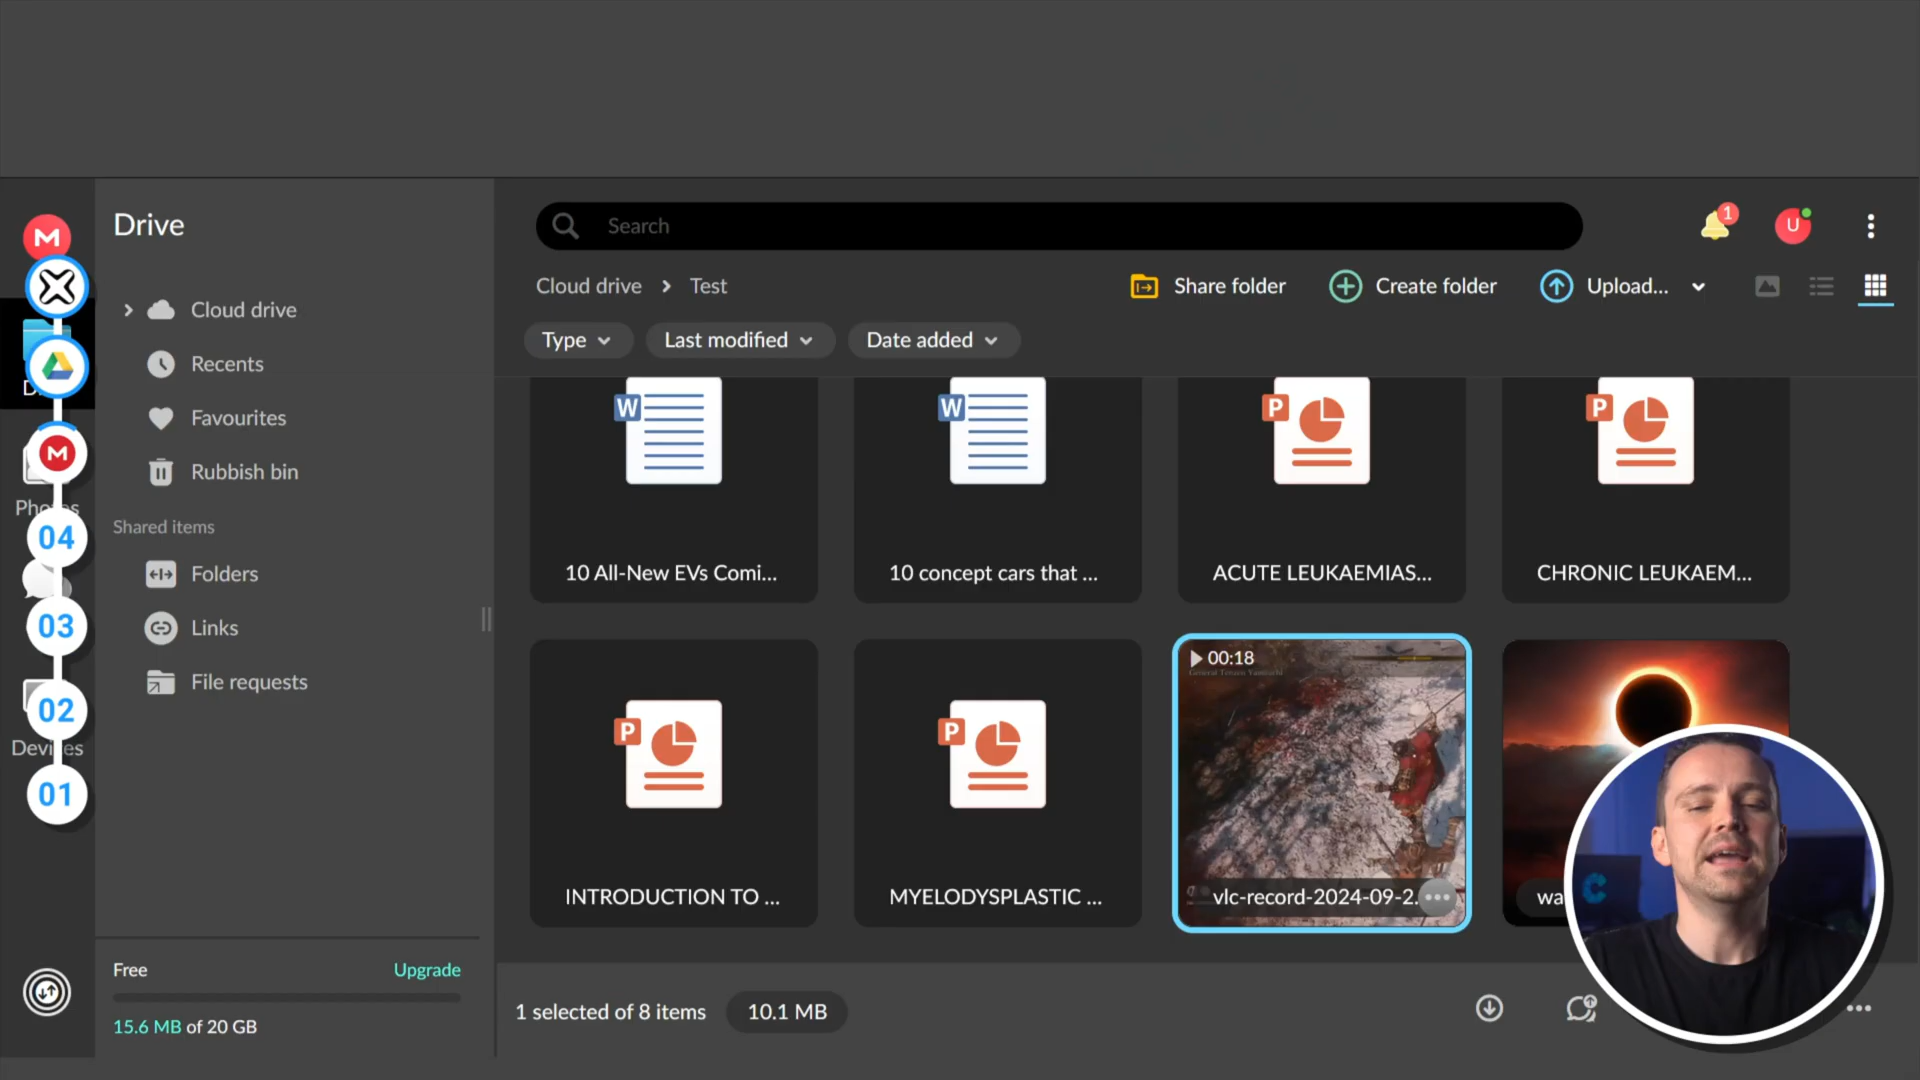 Drive
Search
1
U
Cloud drive
Test
Share folder
Create folder
Upload...
Type
Last modified
Date added
Cloud drive
Recents
Favourites
Rubbish bin
Shared items
Folders
Links
File requests
M
M
04
03
02
Devices
01
W
W
P
P
10 All-New EVs Comi...
10 concept cars that ...
ACUTE LEUKAEMIAS...
CHRONIC LEUKAEM...
P
P
00:18
INTRODUCTION TO ...
MYELODYSPLASTIC ...
vlc-record-2024-09-2.
wa
Free
Upgrade
15.6 MB of 20 GB
1 selected of 8 items
10.1 MB